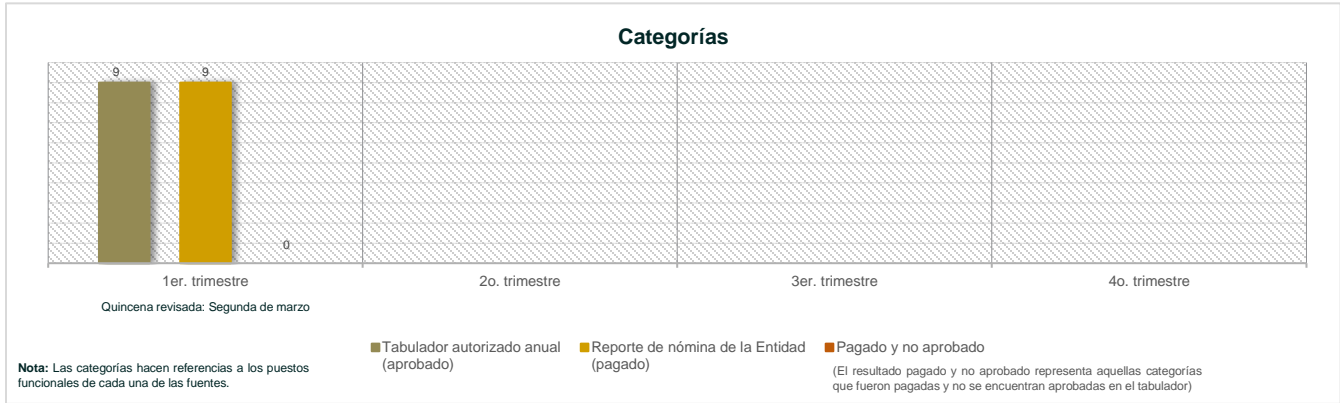 Categorías
9
9
0
1er. trimestre
2o. trimestre
3er. trimestre
4o. trimestre
Quincena revisada: Segunda de marzo
Tabulador autorizado anual
(aprobado)
Reporte de nómina de la Entidad
(pagado)
Pagado y no aprobado
(El resultado pagado y no aprobado representa aquellas categorías
que fueron pagadas y no se encuentran aprobadas en el tabulador)
Nota: Las categorías hacen referencias a los puestos
funcionales de cada una de las fuentes.